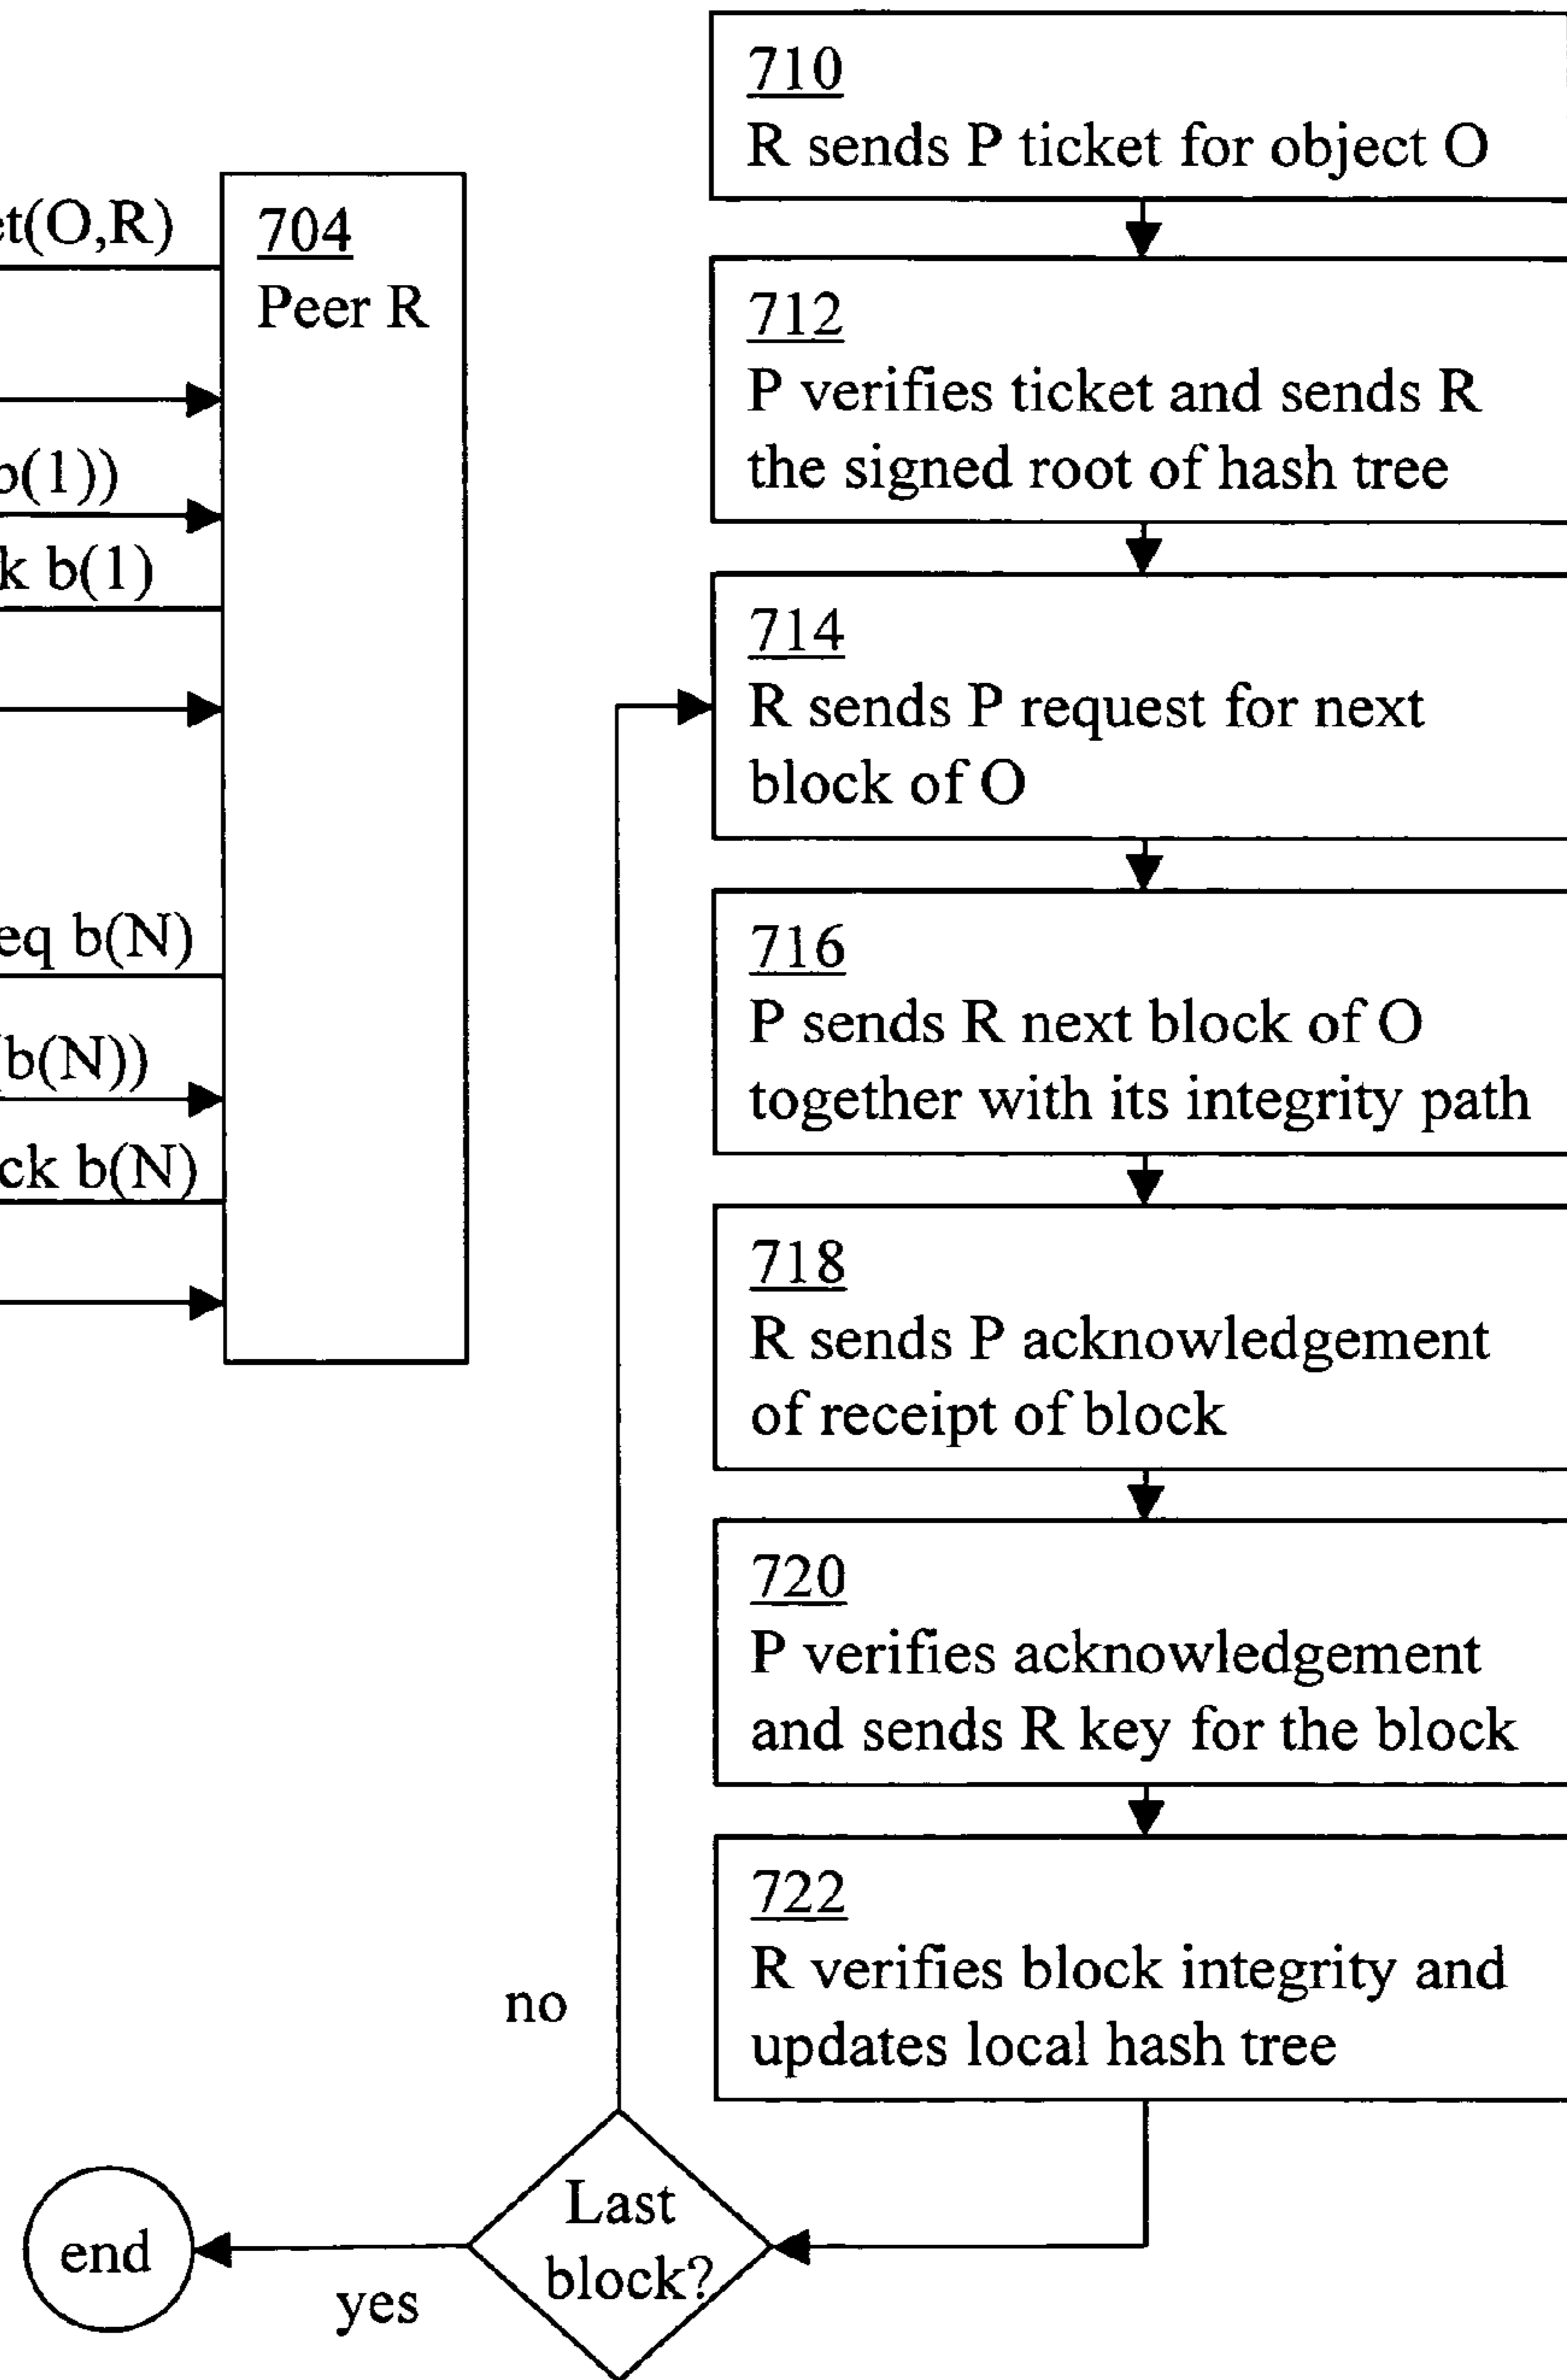 et(O,R)
704
Peer R
b(1))
k b(1)
eq b(N)
(b(N))
ck b(N)
710
R sends P ticket for object O
712
P verifies ticket and sends R
the signed root of hash tree
714
R sends P request for next
block of O
716
P sends R next block of O
together with its integrity path
718
R sends P acknowledgement
of receipt of block
720
P verifies acknowledgement
and sends R key for the block
722
R verifies block integrity and
updates local hash tree
no
Last
block?
yes
end